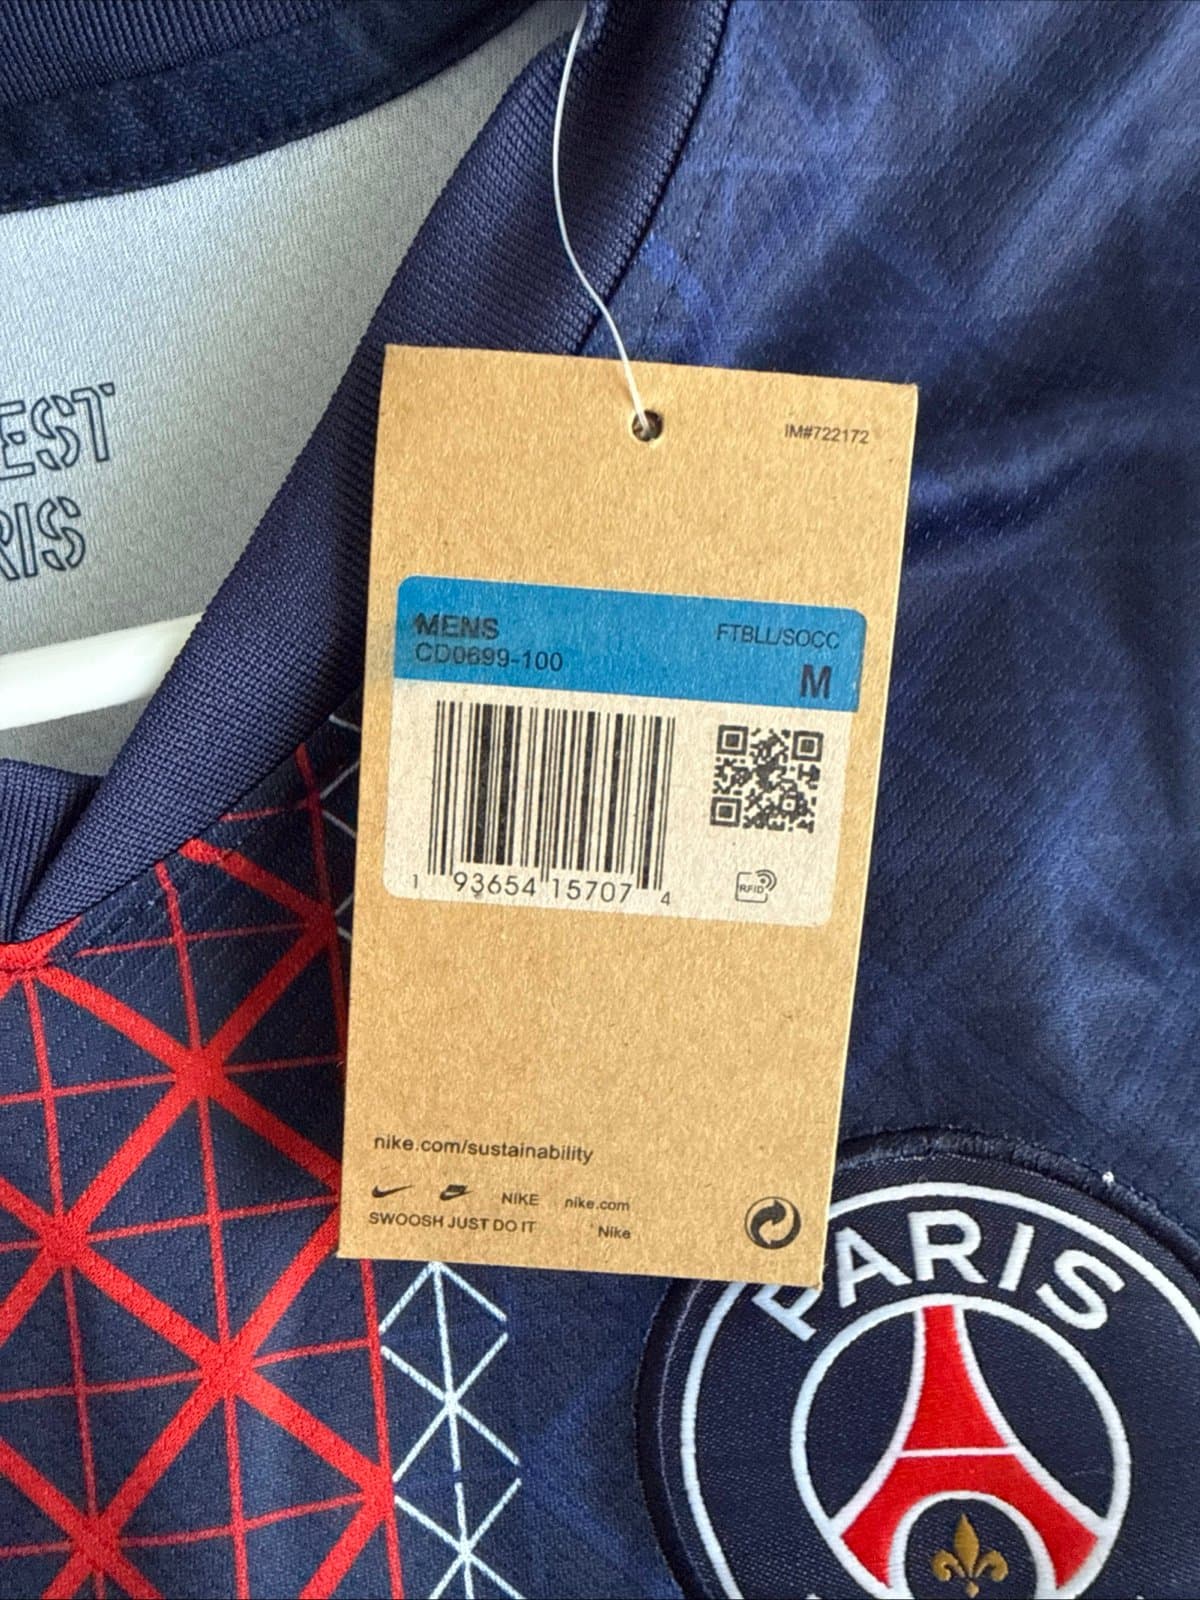 EST
RIS
IM#722172
MENS
FTBLL/SOCC
CD0699-100
M
1 93654 15707 4
RFID
nike.com/sustainability
NIKE nike.com
SWOOSH JUST DO IT Nike
PARIS